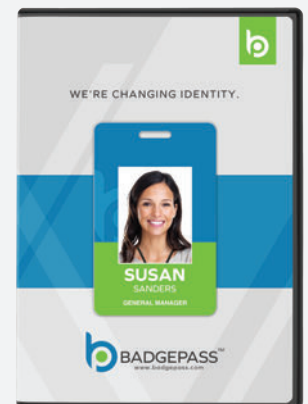 WE'RE CHANGING IDENTITY.
SUSAN
SANDERS
GENERAL MANAGER
BADGEPASS™
www.badgepass.com